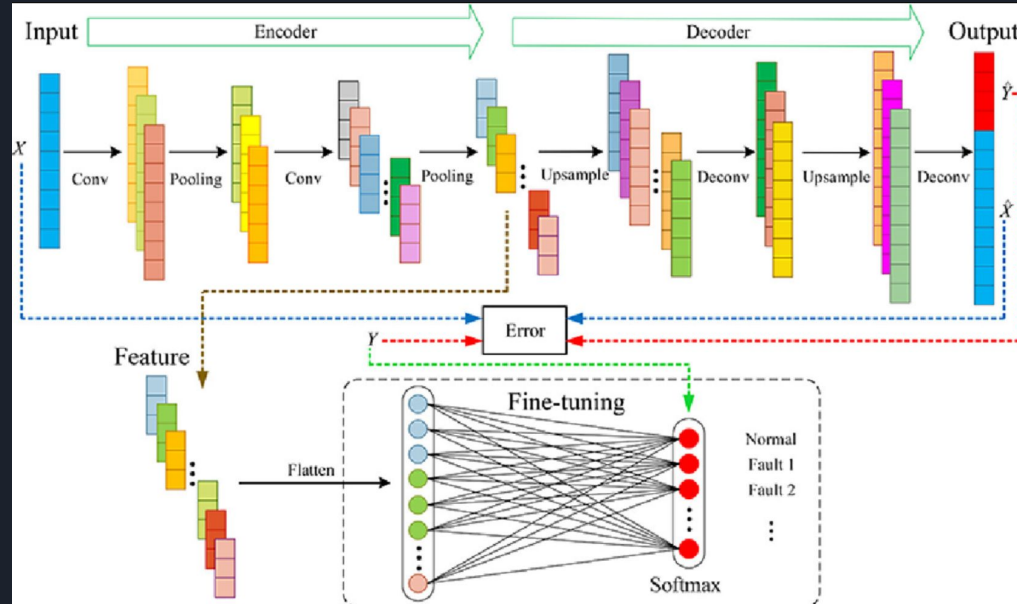 Input
Encoder
Decoder
Output
X
Conv
Pooling
Conv
Pooling
Upsample
Deconv
Upsample
Deconv
Ŷ
X̂
Error
Y
Feature
Flatten
Fine-tuning
Normal
Fault 1
Fault 2
Softmax